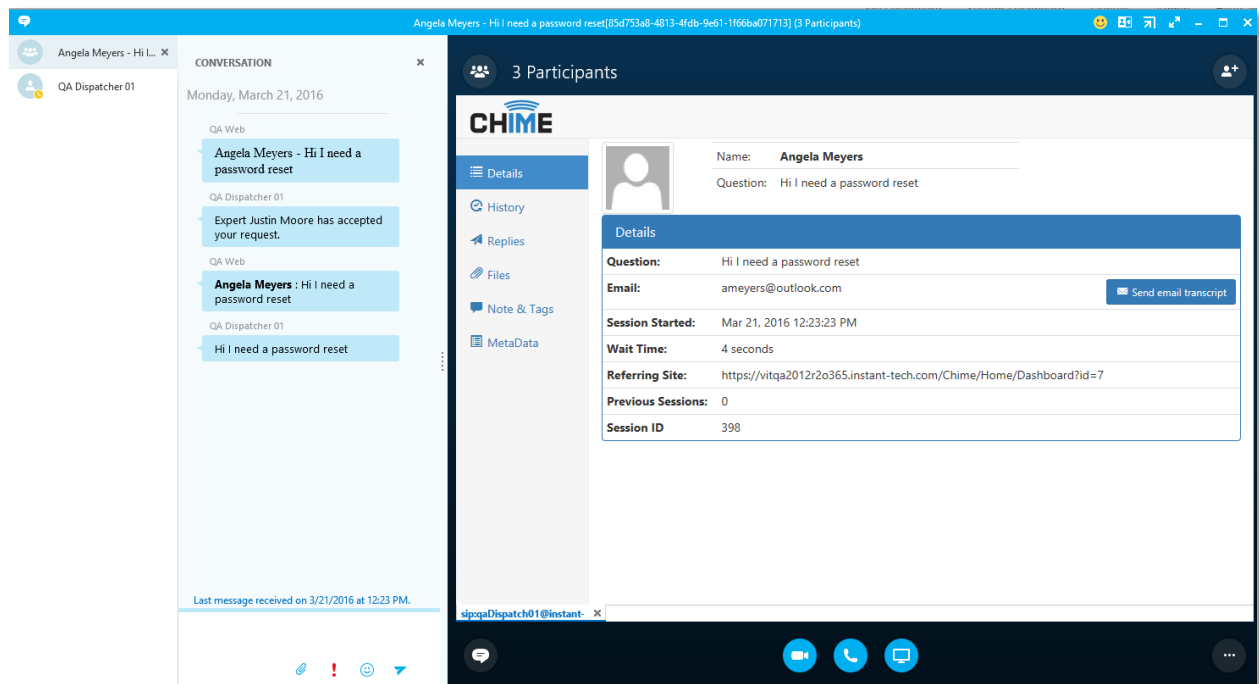 Angela Meyers - Hi I need a password reset[85d753a8-4813-4fdb-9e61-1f66ba071713] (3 Participants)
Angela Meyers - Hi I...
QA Dispatcher 01
CONVERSATION
Monday, March 21, 2016
QA Web
Angela Meyers - Hi I need a
password reset
QA Dispatcher 01
Expert Justin Moore has accepted
your request.
QA Web
Angela Meyers : Hi I need a
password reset
QA Dispatcher 01
Hi I need a password reset
Last message received on 3/21/2016 at 12:23 PM.
3 Participants
CHIME
Details
History
Replies
Files
Note & Tags
MetaData
Name: Angela Meyers
Question: Hi I need a password reset
Details
Question: Hi I need a password reset
Email: ameyers@outlook.com
Send email transcript
Session Started: Mar 21, 2016 12:23:23 PM
Wait Time: 4 seconds
Referring Site: https://vitqa2012r2o365.instant-tech.com/Chime/Home/Dashboard?id=7
Previous Sessions: 0
Session ID 398
sip:qaDispatch01@instant-